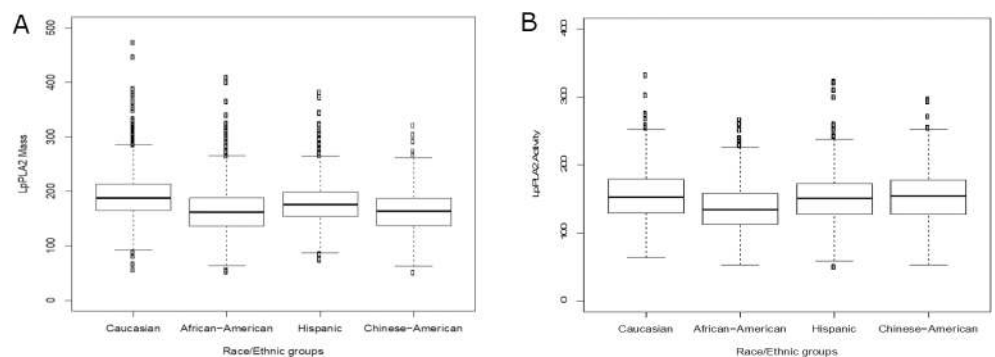 A
500
400
300
200
100
0
LpPLA2 Mass
Caucasian African-American Hispanic Chinese-American
Race/Ethnic groups
B
400
300
200
100
0
LpPLA2 Activity
Caucasian African-American Hispanic Chinese-American
Race/Ethnic groups